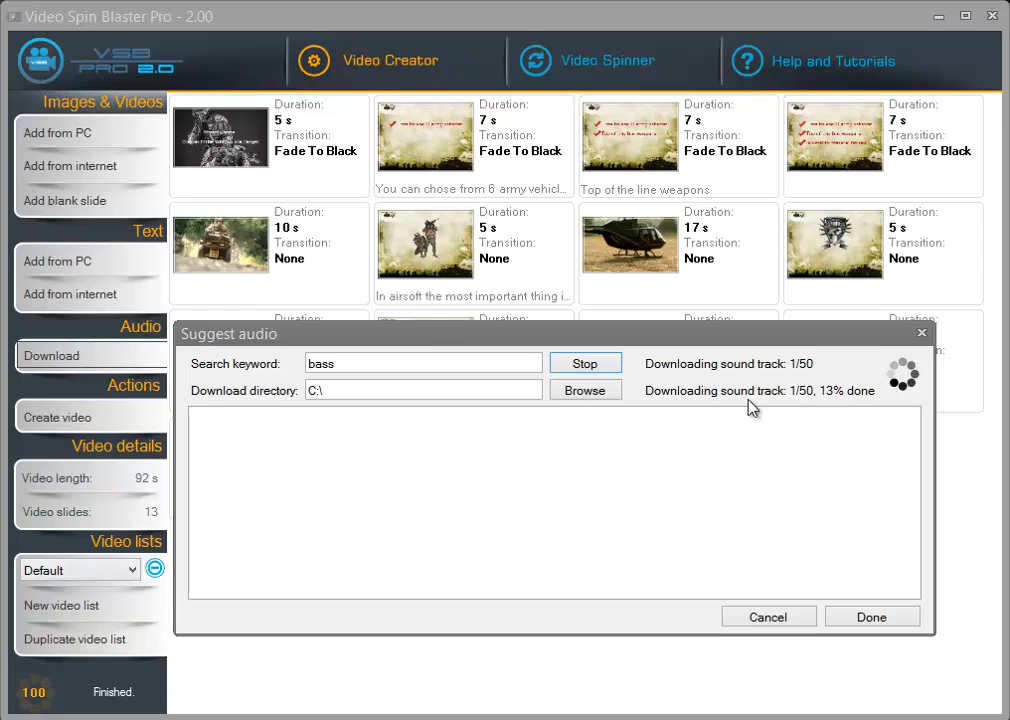 Video Spin Blaster Pro - 2.00
VSB
PRO 2.0
Video Creator
Video Spinner
Help and Tutorials
Images & Videos
Add from PC
Add from internet
Add blank slide
Text
Add from PC
Add from internet
Audio
Download
Actions
Create video
Video details
Video length: 92 s
Video slides: 13
Video lists
Default
New video list
Duplicate video list
100 Finished.
Duration:
5 s
Transition:
Fade To Black
Duration:
7 s
Transition:
Fade To Black
You can chose from 6 army vehicl...
Duration:
7 s
Transition:
Fade To Black
Top of the line weapons
Duration:
7 s
Transition:
Fade To Black
Duration:
10 s
Transition:
None
Duration:
5 s
Transition:
None
In airsoft the most important thing i...
Duration:
17 s
Transition:
None
Duration:
5 s
Transition:
None
Suggest audio
Search keyword: bass Stop Downloading sound track: 1/50
Download directory: C:\ Browse Downloading sound track: 1/50, 13% done
Cancel Done